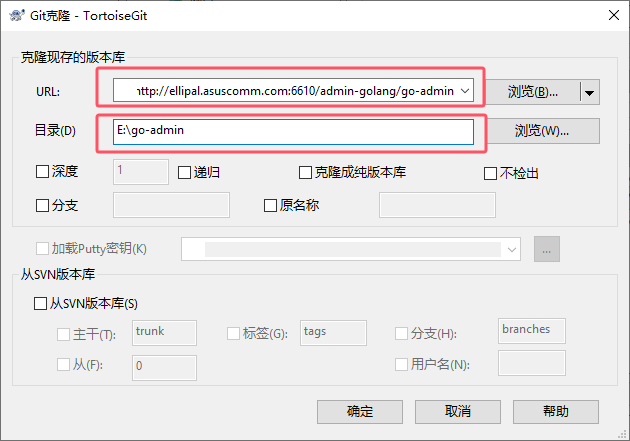 Git克隆 - TortoiseGit
克隆现存的版本库
URL: http://ellipal.asuscomm.com:6610/admin-golang/go-admin 浏览(B)...
目录(D) E:\go-admin 浏览(W)...
深度 1 递归 克隆成纯版本库 不检出
分支 原名称
加载Putty密钥(K) ...
从SVN版本库
从SVN版本库(S)
主干(T): trunk 标签(G): tags 分支(H): branches
从(F): 0 用户名(N):
确定 取消 帮助